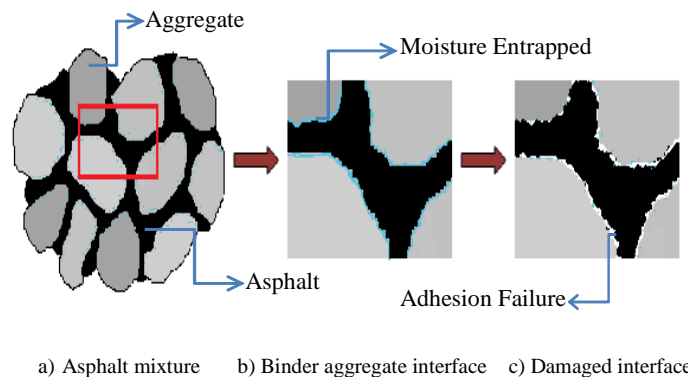 Aggregate
Moisture Entrapped
Asphalt
Adhesion Failure
a) Asphalt mixture
b) Binder aggregate interface
c) Damaged interface